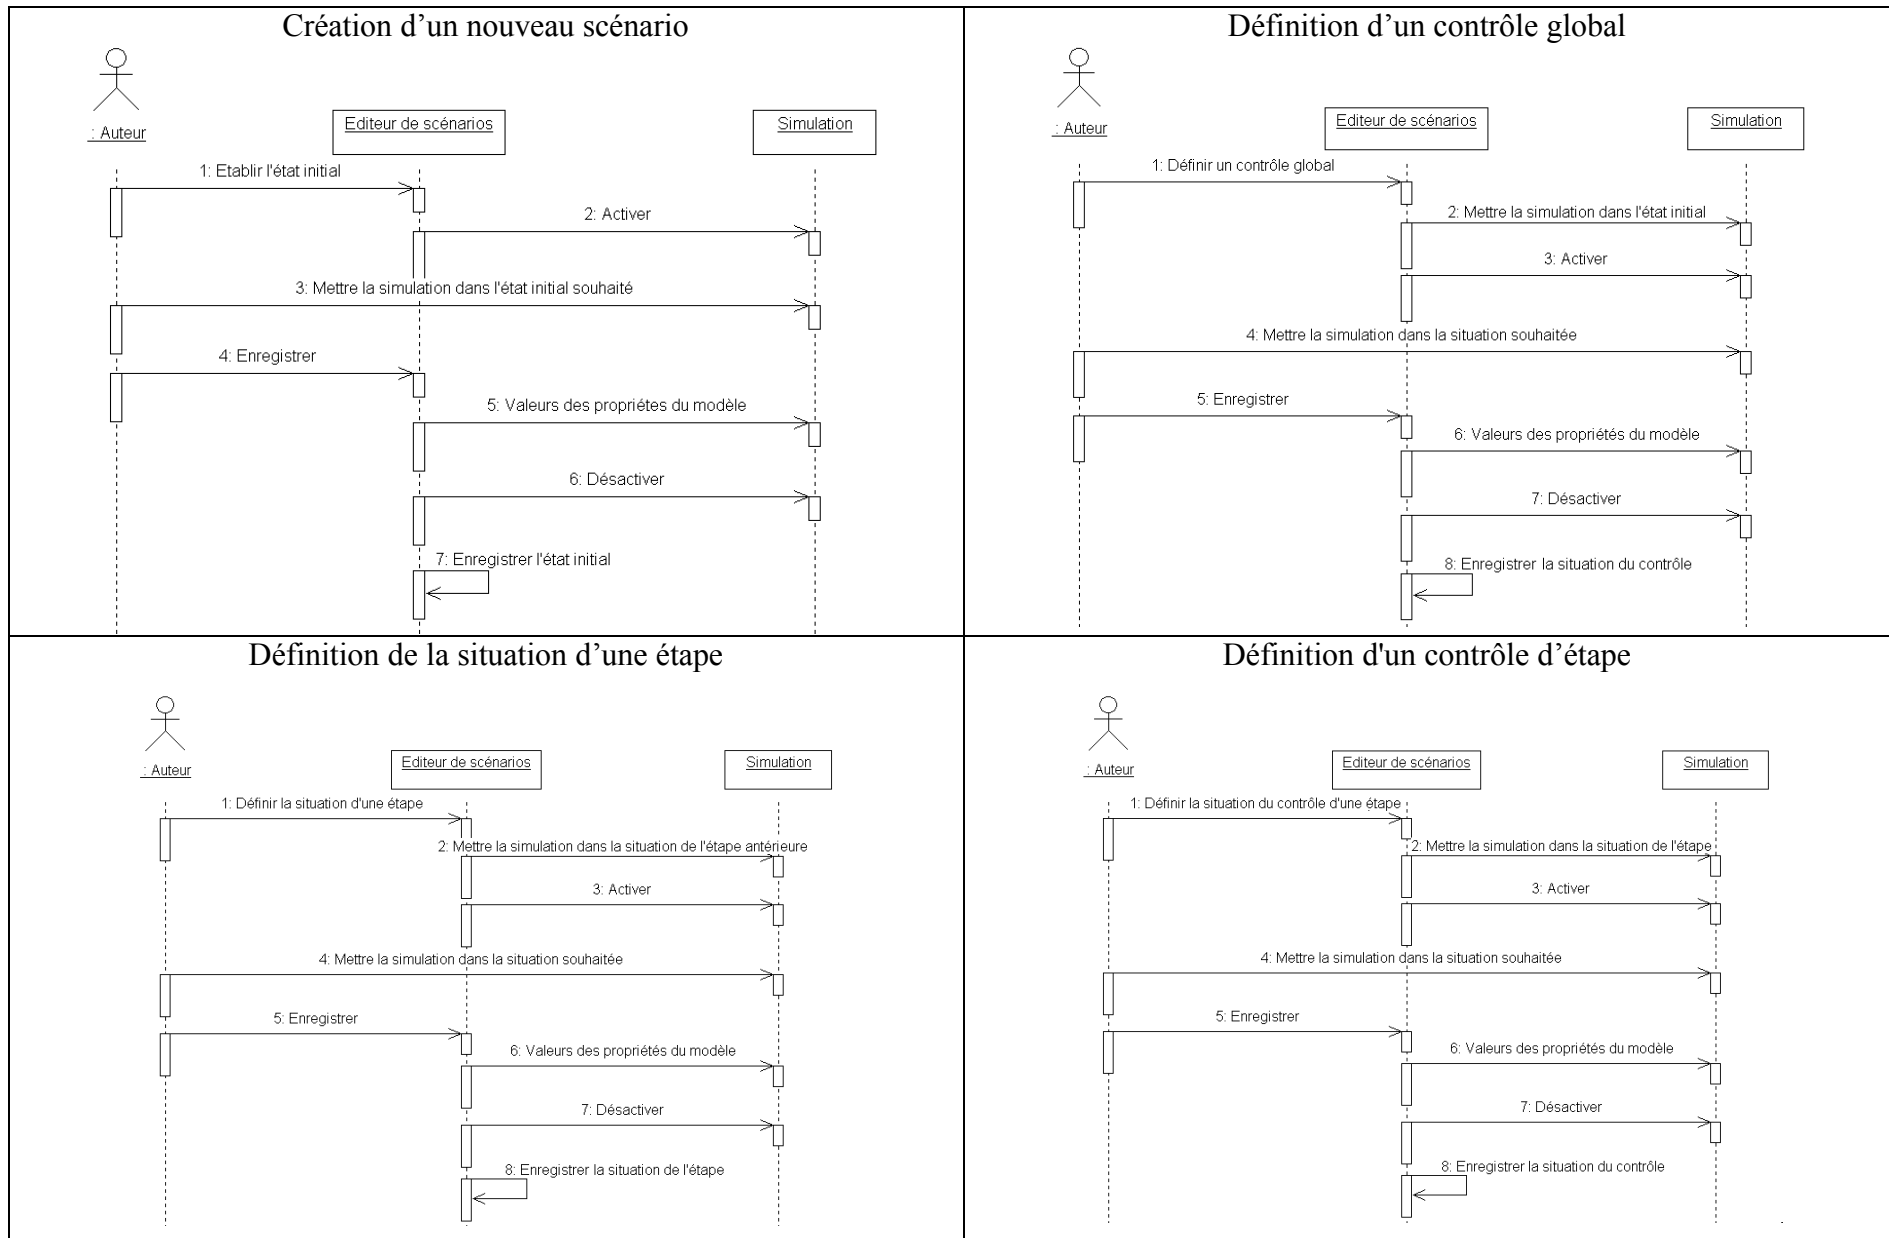 Création d’un nouveau scénario
: Auteur
Editeur de scénarios
Simulation
1: Etablir l'état initial
2: Activer
3: Mettre la simulation dans l'état initial souhaité
4: Enregistrer
5: Valeurs des propriétes du modèle
6: Désactiver
7: Enregistrer l'état initial
Définition d’un contrôle global
: Auteur
Editeur de scénarios
Simulation
1: Définir un contrôle global
2: Mettre la simulation dans l'état initial
3: Activer
4: Mettre la simulation dans la situation souhaitée
5: Enregistrer
6: Valeurs des propriétés du modèle
7: Désactiver
8: Enregistrer la situation du contrôle
Définition de la situation d’une étape
: Auteur
Editeur de scénarios
Simulation
1: Définir la situation d'une étape
2: Mettre la simulation dans la situation de l'étape antérieure
3: Activer
4: Mettre la simulation dans la situation souhaitée
5: Enregistrer
6: Valeurs des propriétés du modèle
7: Désactiver
8: Enregistrer la situation de l'étape
Définition d'un contrôle d’étape
: Auteur
Editeur de scénarios
Simulation
1: Définir la situation du contrôle d'une étape
2: Mettre la simulation dans la situation de l'étape
3: Activer
4: Mettre la simulation dans la situation souhaitée
5: Enregistrer
6: Valeurs des propriétés du modèle
7: Désactiver
8: Enregistrer la situation du contrôle